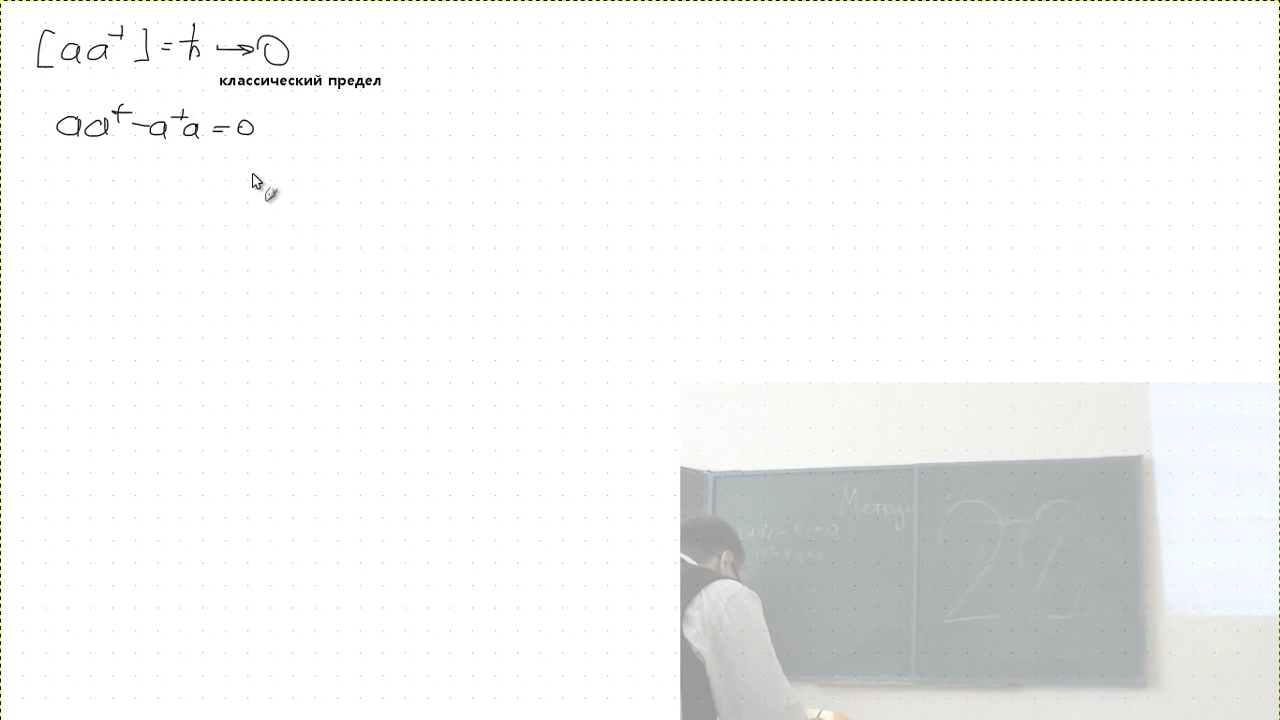 [aa⁺] = ħ → 0
классический предел
aa⁺ - a⁺a = 0